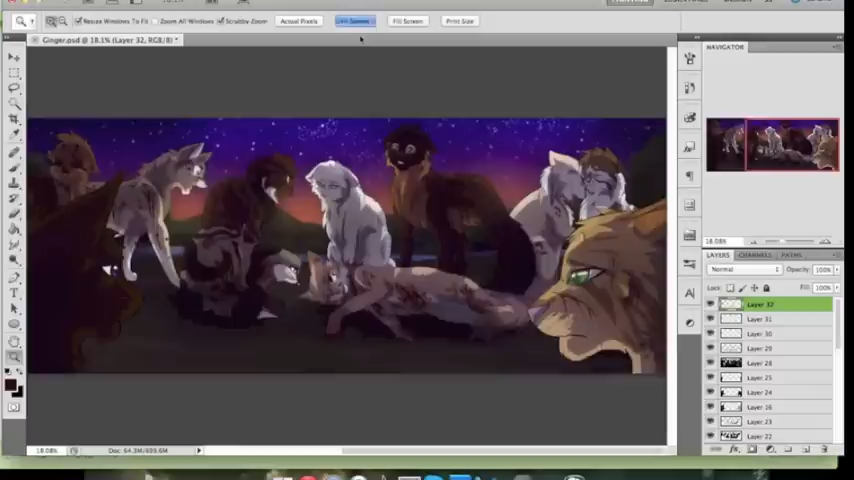 Resize Windows To Fit
Zoom All Windows
Scrubby Zoom
Actual Pixels
Fit Screen
Fill Screen
Print Size
Ginger.psd @ 18.1% (Layer 32, RGB/8) *
NAVIGATOR
18.08%
LAYERS
CHANNELS
PATHS
Normal
Opacity: 100%
Lock:
Fill: 100%
Layer 32
Layer 31
Layer 30
Layer 29
Layer 28
Layer 25
Layer 24
Layer 16
Layer 23
Layer 22
18.08%